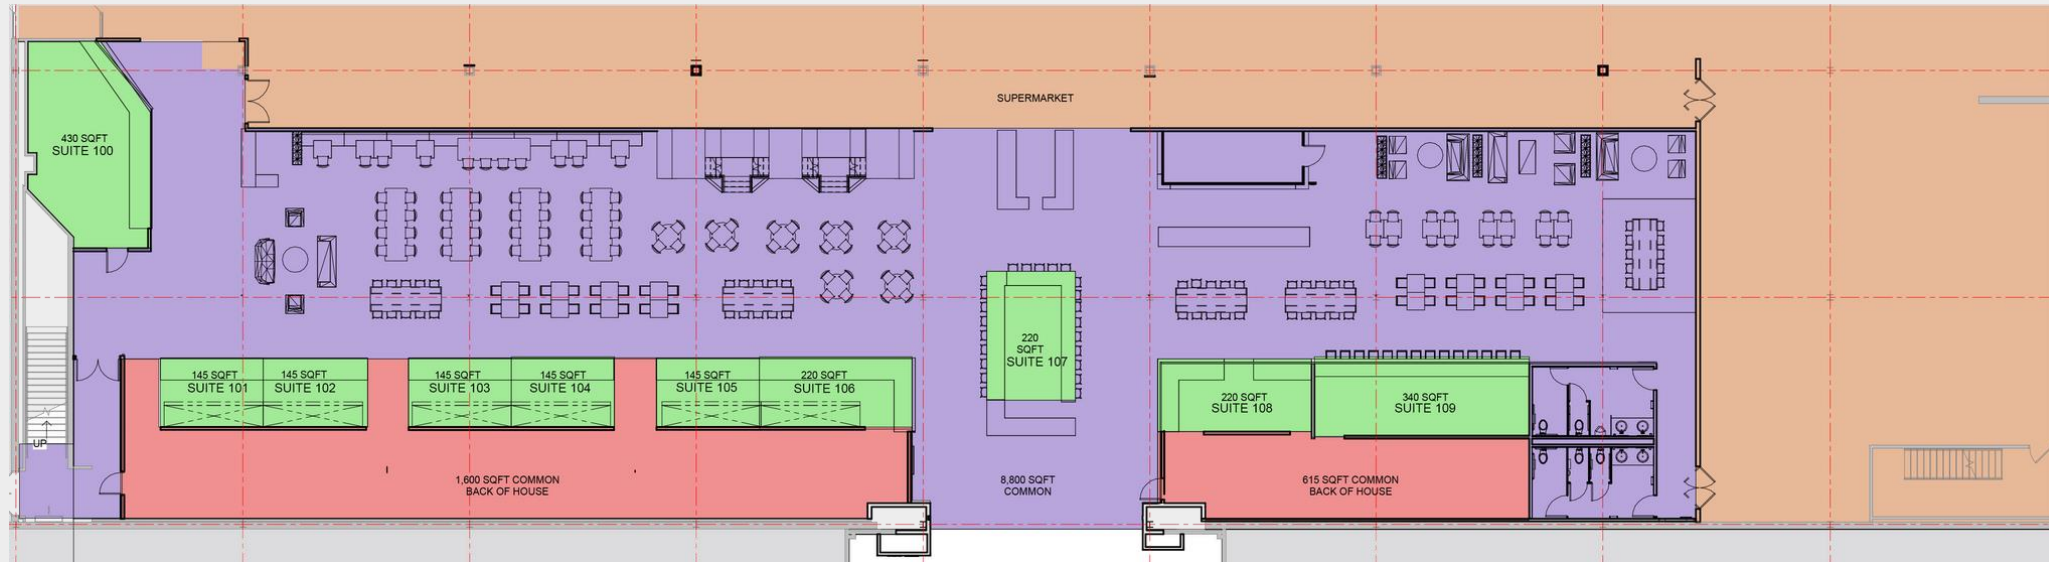 SUPERMARKET
430 SQFT
SUITE 100
220
SQFT
SUITE 107
145 SQFT
SUITE 101
145 SQFT
SUITE 102
145 SQFT
SUITE 103
145 SQFT
SUITE 104
145 SQFT
SUITE 105
220 SQFT
SUITE 106
220 SQFT
SUITE 108
340 SQFT
SUITE 109
UP
1,600 SQFT COMMON
BACK OF HOUSE
8,800 SQFT
COMMON
615 SQFT COMMON
BACK OF HOUSE